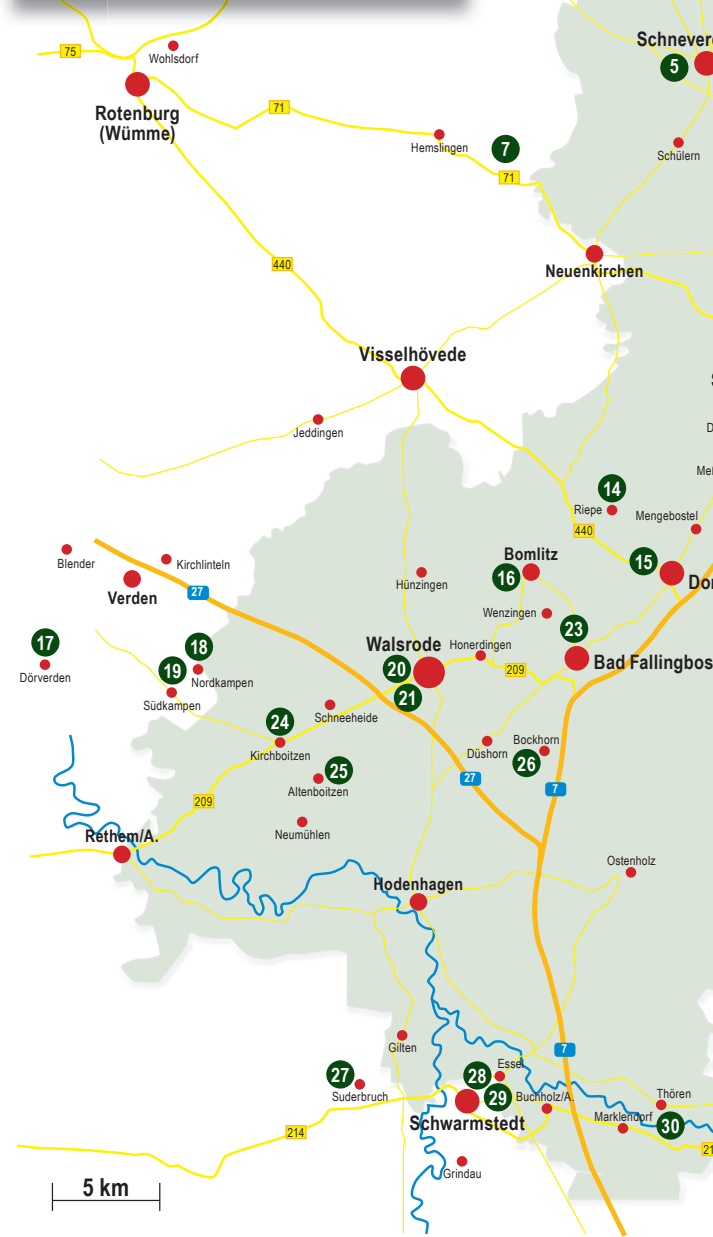 Schnever
5
75
Wohlsdorf
Rotenburg
(Wümme)
71
Hemslingen
7
71
Schülern
440
Neuenkirchen
Visselhövede
Jeddingen
S
D
Me
14
Riepe
Mengebostel
440
15
Dor
Bomlitz
16
Blender
Kirchlinteln
Verden
27
Hünzingen
Wenzingen
23
17
Dörverden
18
19
Nordkampen
Südkampen
Walsrode
20
21
Honerdingen
209
Bad Fallingbos
24
Schneeheide
Kirchboitzen
Düshorn
Bockhorn
26
25
Altenboitzen
27
7
209
Neumühlen
Rethem/A.
Ostenholz
Hodenhagen
Gilten
7
27
Suderbruch
Essel
28
29
Buchholz/A.
Thören
Marklendorf
30
Schwarmstedt
214
21
Grindau
5 km